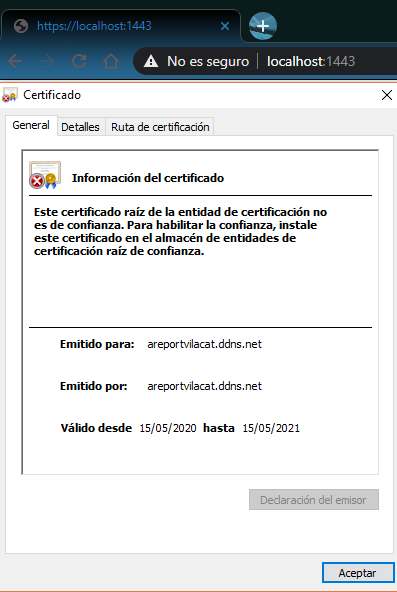 https://localhost:1443
No es seguro
localhost:1443
Certificado
General
Detalles
Ruta de certificación
Información del certificado
Este certificado raíz de la entidad de certificación no
es de confianza. Para habilitar la confianza, instale
este certificado en el almacén de entidades de
certificación raíz de confianza.
Emitido para: areportvilacat.ddns.net
Emitido por: areportvilacat.ddns.net
Válido desde 15/05/2020 hasta 15/05/2021
Declaración del emisor
Aceptar